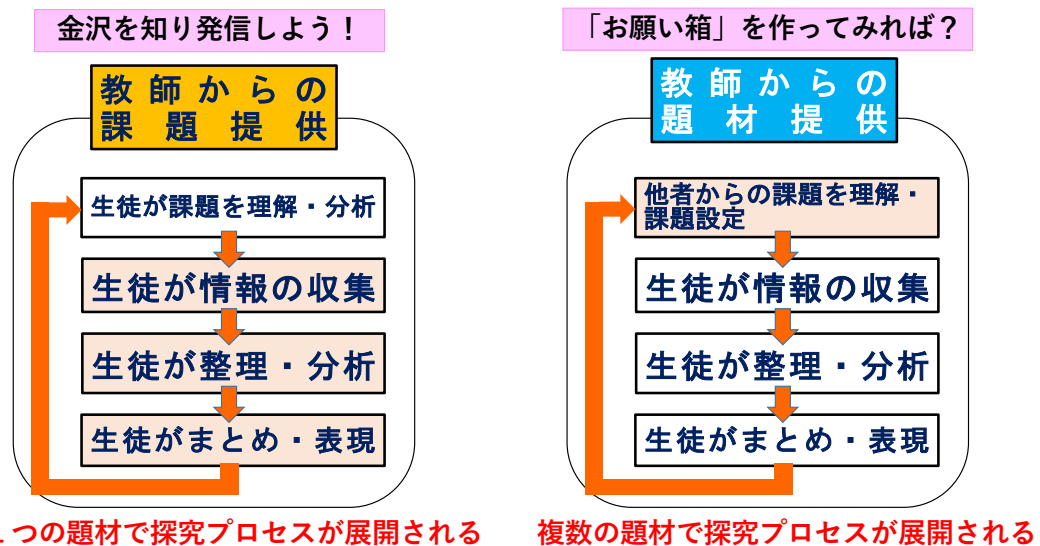 金沢を知り発信しよう！
教師からの
課題提供
生徒が課題を理解・分析
生徒が情報の収集
生徒が整理・分析
生徒がまとめ・表現
１つの題材で探究プロセスが展開される
「お願い箱」を作ってみれば？
教師からの
題材提供
他者からの課題を理解・
課題設定
生徒が情報の収集
生徒が整理・分析
生徒がまとめ・表現
複数の題材で探究プロセスが展開される